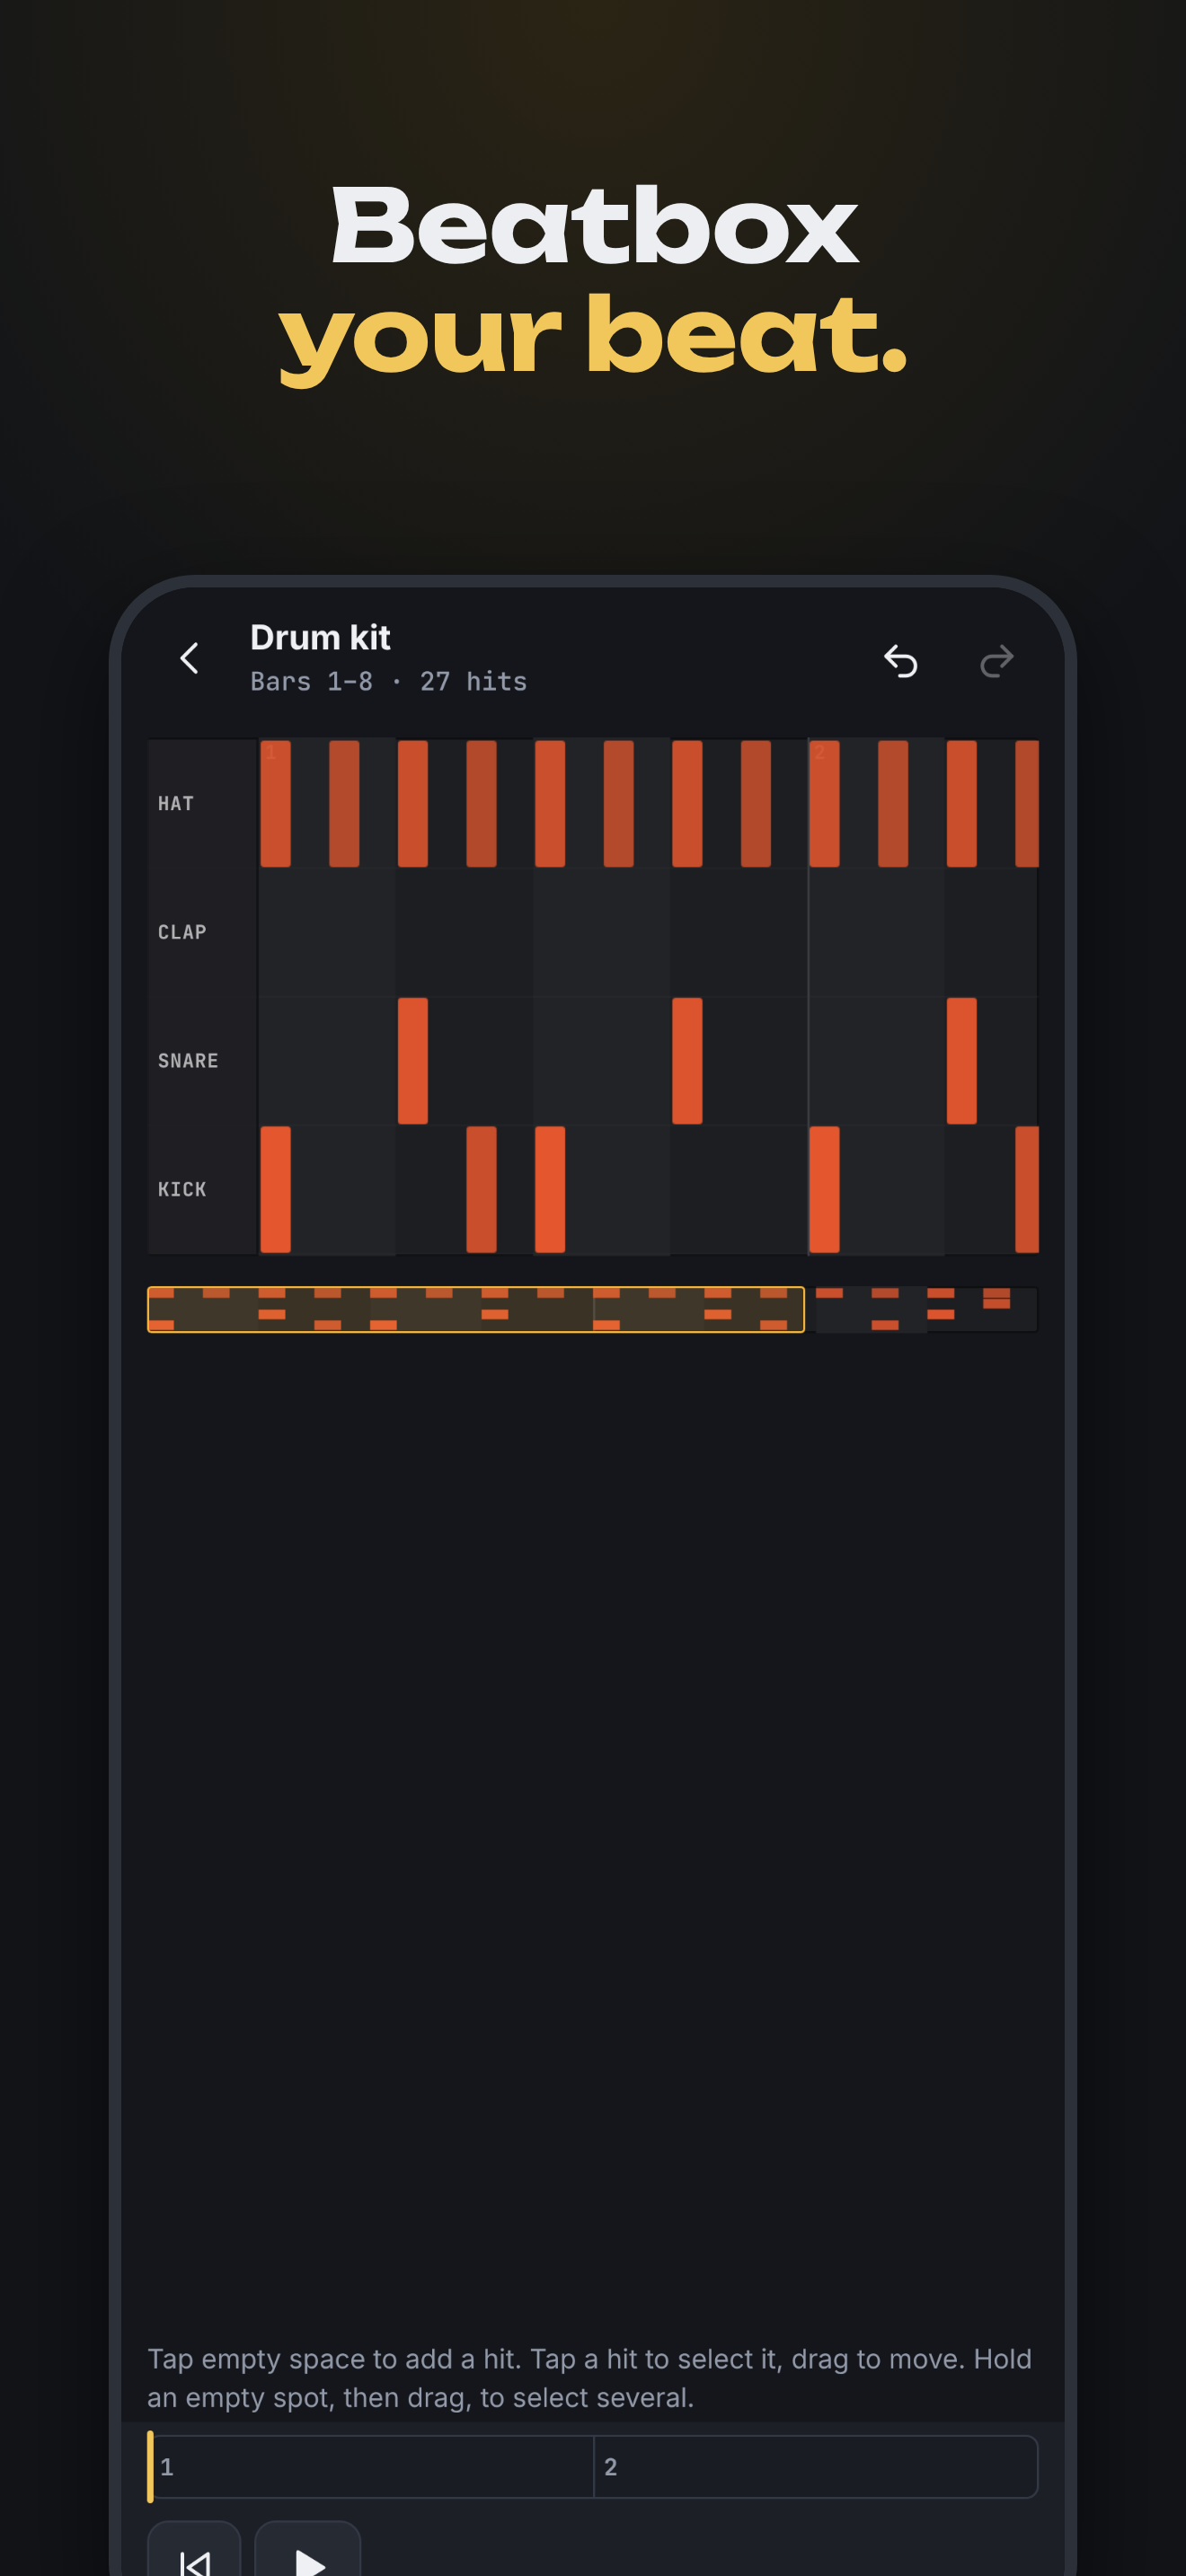 Beatbox
your beat.
Drum kit
Bars 1–8 · 27 hits
1
2
HAT
CLAP
SNARE
KICK
Tap empty space to add a hit. Tap a hit to select it, drag to move. Hold
an empty spot, then drag, to select several.
1
2